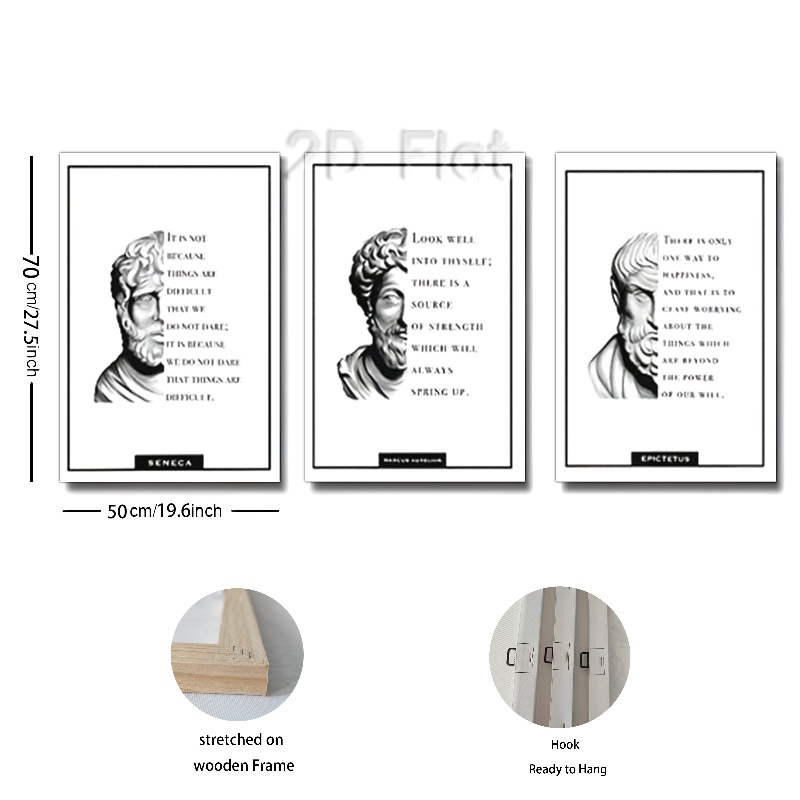 2D Flat
IT IS NOT
BECAUSE
THINGS ARE
DIFFICULT
THAT WE
DO NOT DARE;
IT IS BECAUSE
WE DO NOT DARE
THAT THINGS ARE
DIFFICULT.
SENECA
LOOK WELL
INTO THYSELF;
THERE IS A
SOURCE
OF STRENGTH
WHICH WILL
ALWAYS
SPRING UP.
MARCUS AURELIUS
THERE IS ONLY
ONE WAY TO
HAPPINESS,
AND THAT IS TO
CEASE WORRYING
ABOUT THE
THINGS WHICH
ARE BEYOND
THE POWER
OF OUR WILL.
EPICTETUS
70 cm/27.5inch
50 cm/19.6inch
stretched on
wooden Frame
Hook
Ready to Hang